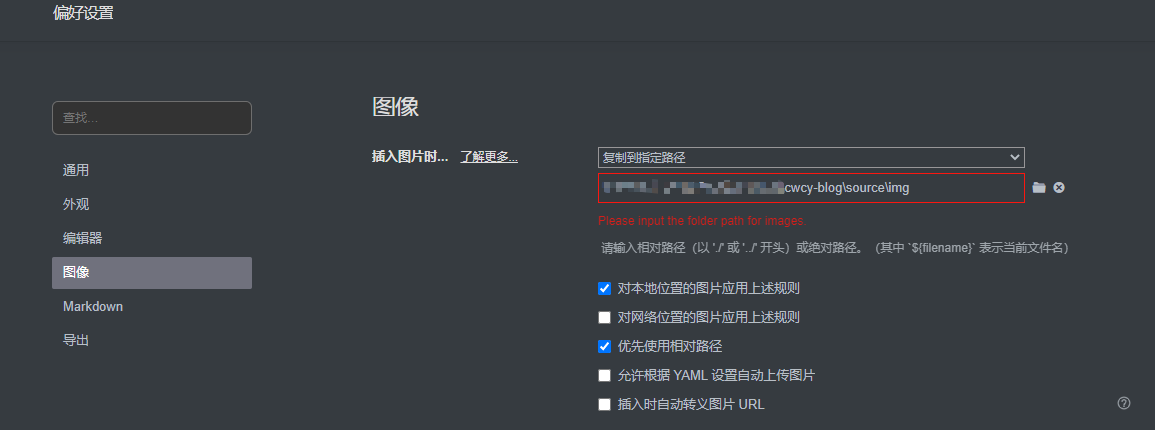 偏好设置
查找...
通用
外观
编辑器
图像
Markdown
导出
图像
插入图片时... 了解更多... 复制到指定路径
cwcy-blog\source\img
Please input the folder path for images.
请输入相对路径（以 './' 或 '../' 开头）或绝对路径。 （其中 `${filename}` 表示当前文件名）
对本地位置的图片应用上述规则
对网络位置的图片应用上述规则
优先使用相对路径
允许根据 YAML 设置自动上传图片
插入时自动转义图片 URL